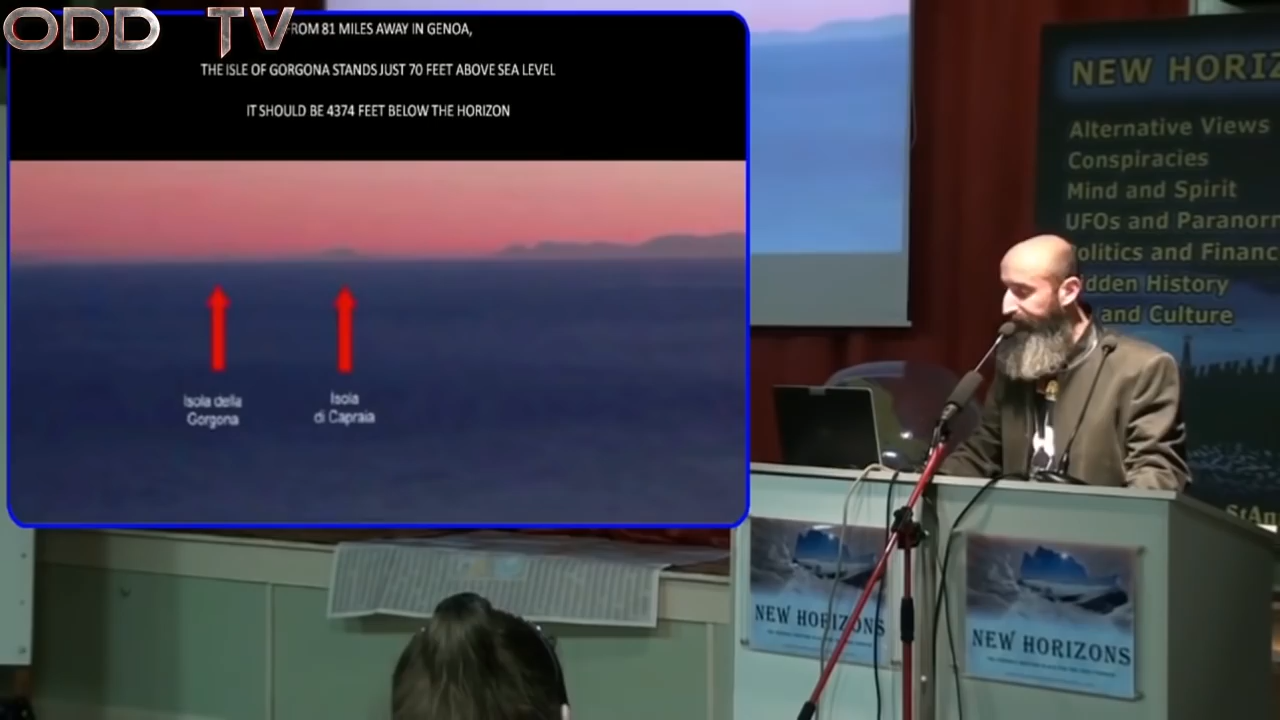 ODD TV
FROM 81 MILES AWAY IN GENOA,
THE ISLE OF GORGONA STANDS JUST 70 FEET ABOVE SEA LEVEL
IT SHOULD BE 4374 FEET BELOW THE HORIZON
Isola della
Gorgona
Isola
di Capraia
NEW HORIZ
Alternative Views
Conspiracies
Mind and Spirit
UFOs and Paranor
olitics and Financ
dden History
and Culture
StAn
NEW HORIZONS
NEW HORIZONS